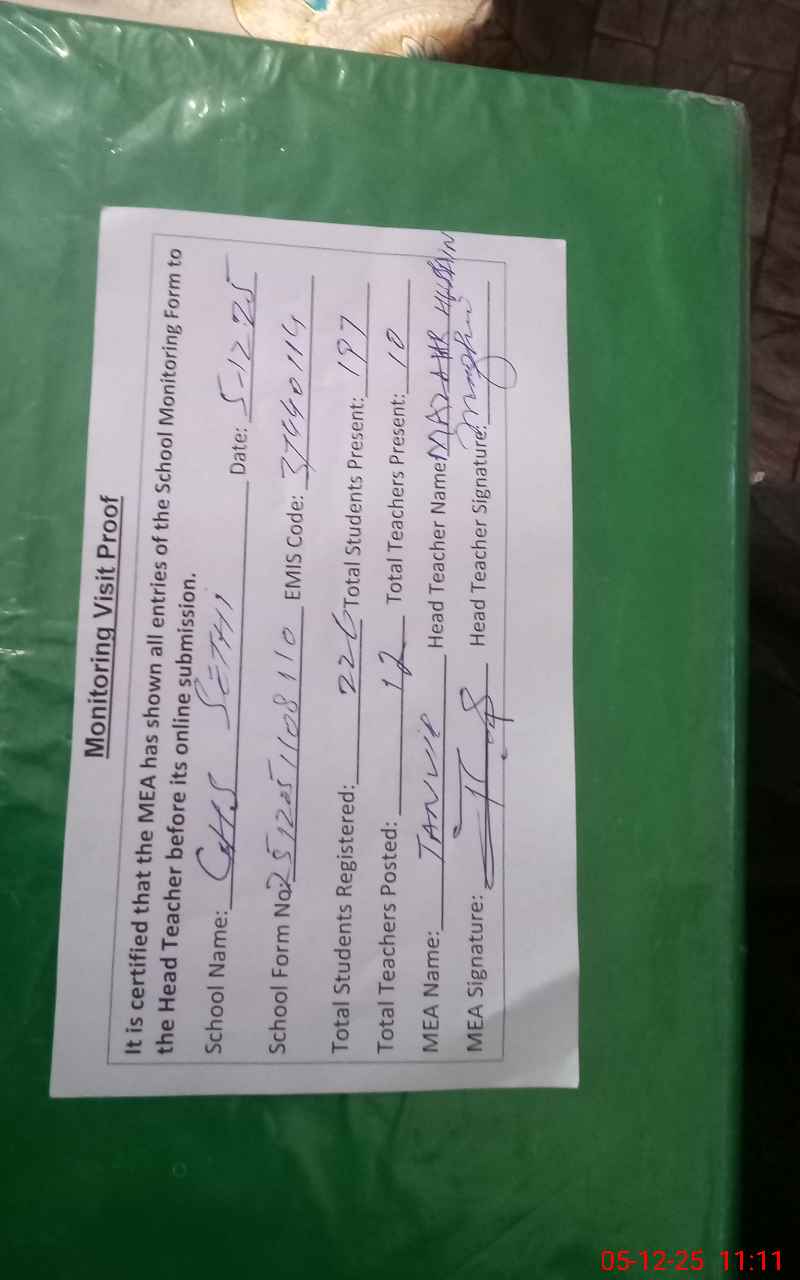 Monitoring Visit Proof
It is certified that the MEA has shown all entries of the School Monitoring Form to
the Head Teacher before its online submission.
School Name: GHS SETHI Date: 5-12-25
School Form No: 2512051108110 EMIS Code: 37440114
Total Students Registered: 226 Total Students Present: 197
Total Teachers Posted: 12 Total Teachers Present: 10
MEA Name: TANVIR Head Teacher Name: MAZAHR HUSSAIN
MEA Signature: Head Teacher Signature:
05-12-25 11:11